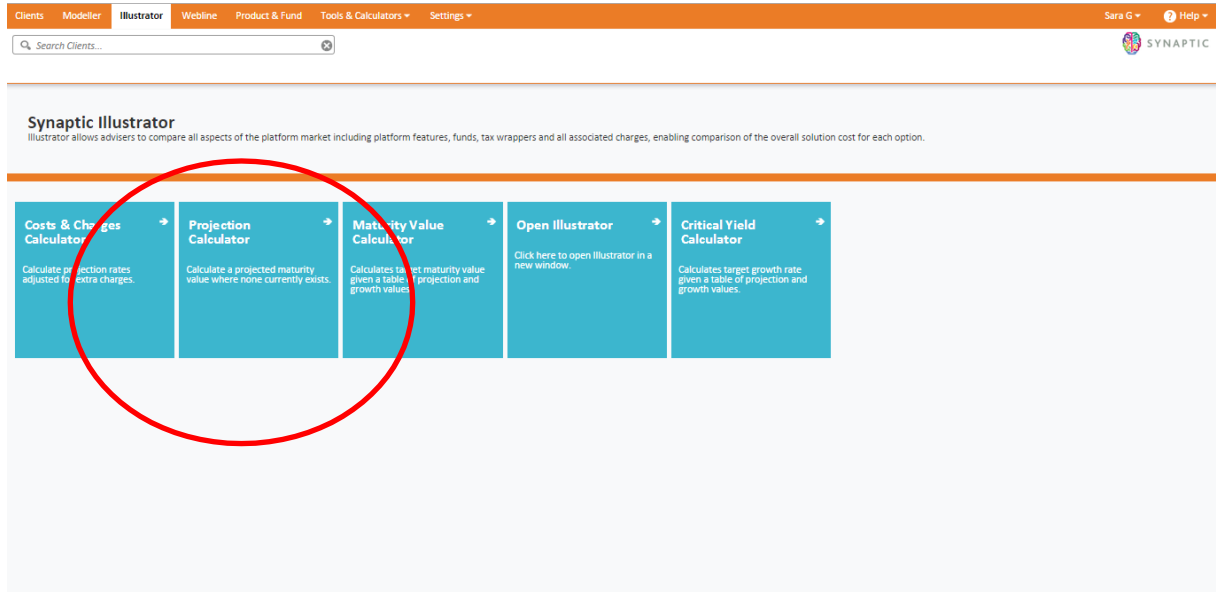 Clients Modeller Illustrator Webline Product & Fund Tools & Calculators Settings Sara G Help
Search Clients...
SYNAPTIC
Synaptic Illustrator
Illustrator allows advisers to compare all aspects of the platform market including platform features, funds, tax wrappers and all associated charges, enabling comparison of the overall solution cost for each option.
Costs & Charges
Calculator
Calculate projection rates
adjusted for extra charges.
Projection
Calculator
Calculate a projected maturity
value where none currently exists.
Maturity Value
Calculator
Calculates target maturity value
given a table of projection and
growth values.
Open Illustrator
Click here to open Illustrator in a
new window.
Critical Yield
Calculator
Calculates target growth rate
given a table of projection and
growth values.